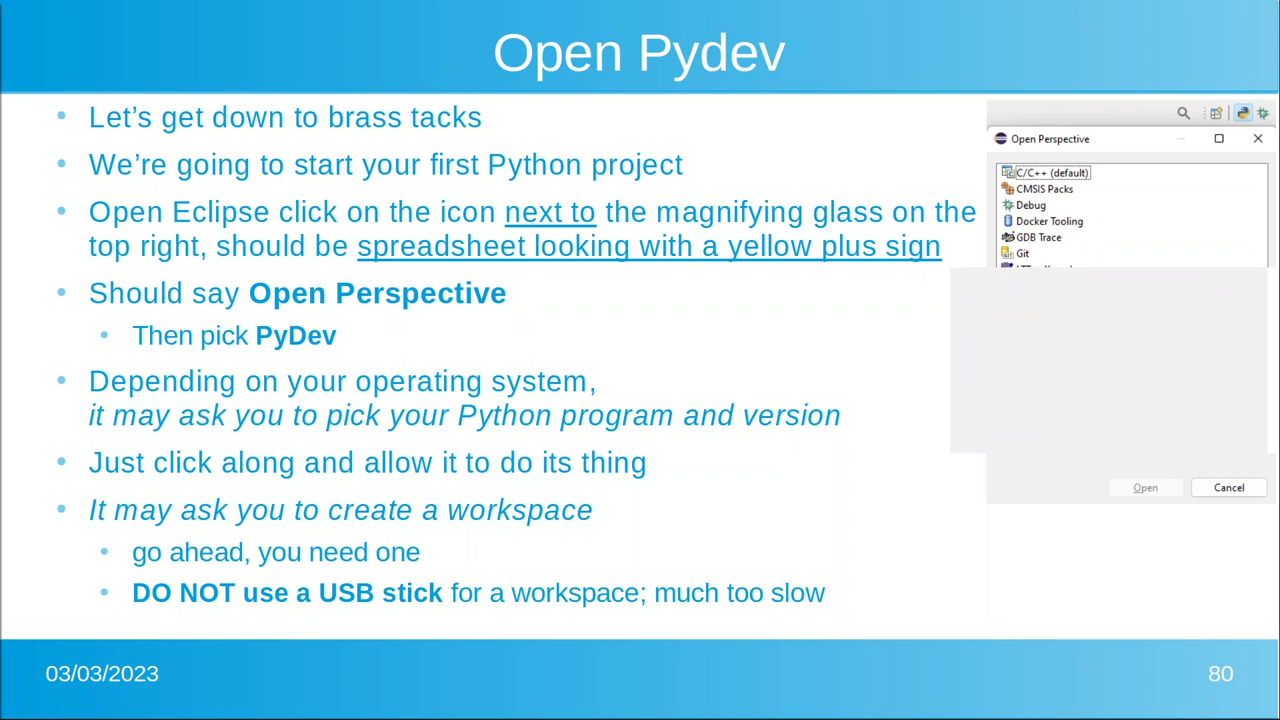 Open Pydev
Let’s get down to brass tacks
We’re going to start your first Python project
Open Eclipse click on the icon next to the magnifying glass on the
top right, should be spreadsheet looking with a yellow plus sign
Should say Open Perspective
Then pick PyDev
Depending on your operating system,
it may ask you to pick your Python program and version
Just click along and allow it to do its thing
It may ask you to create a workspace
go ahead, you need one
DO NOT use a USB stick for a workspace; much too slow
Open Perspective
C/C++ (default)
CMSIS Packs
Debug
Docker Tooling
GDB Trace
Git
Open
Cancel
03/03/2023
80